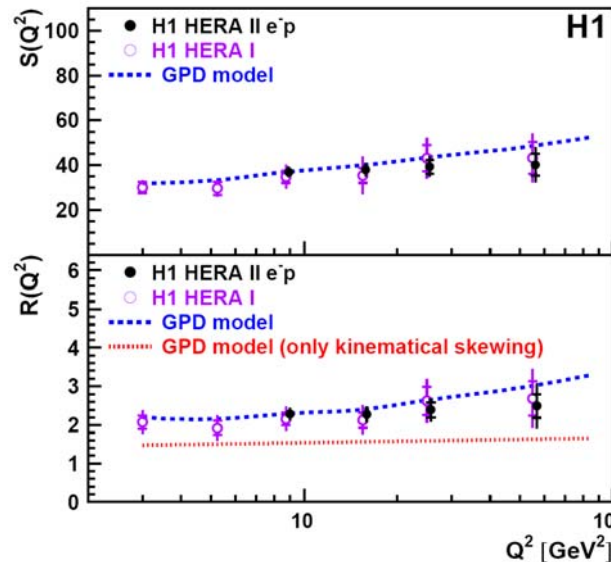 S(Q²)
100
80
60
40
20
H1 HERA II e⁻p
H1 HERA I
GPD model
H1
R(Q²)
6
5
4
3
2
1
0
H1 HERA II e⁻p
H1 HERA I
GPD model
GPD model (only kinematical skewing)
10
10
Q² [GeV²]